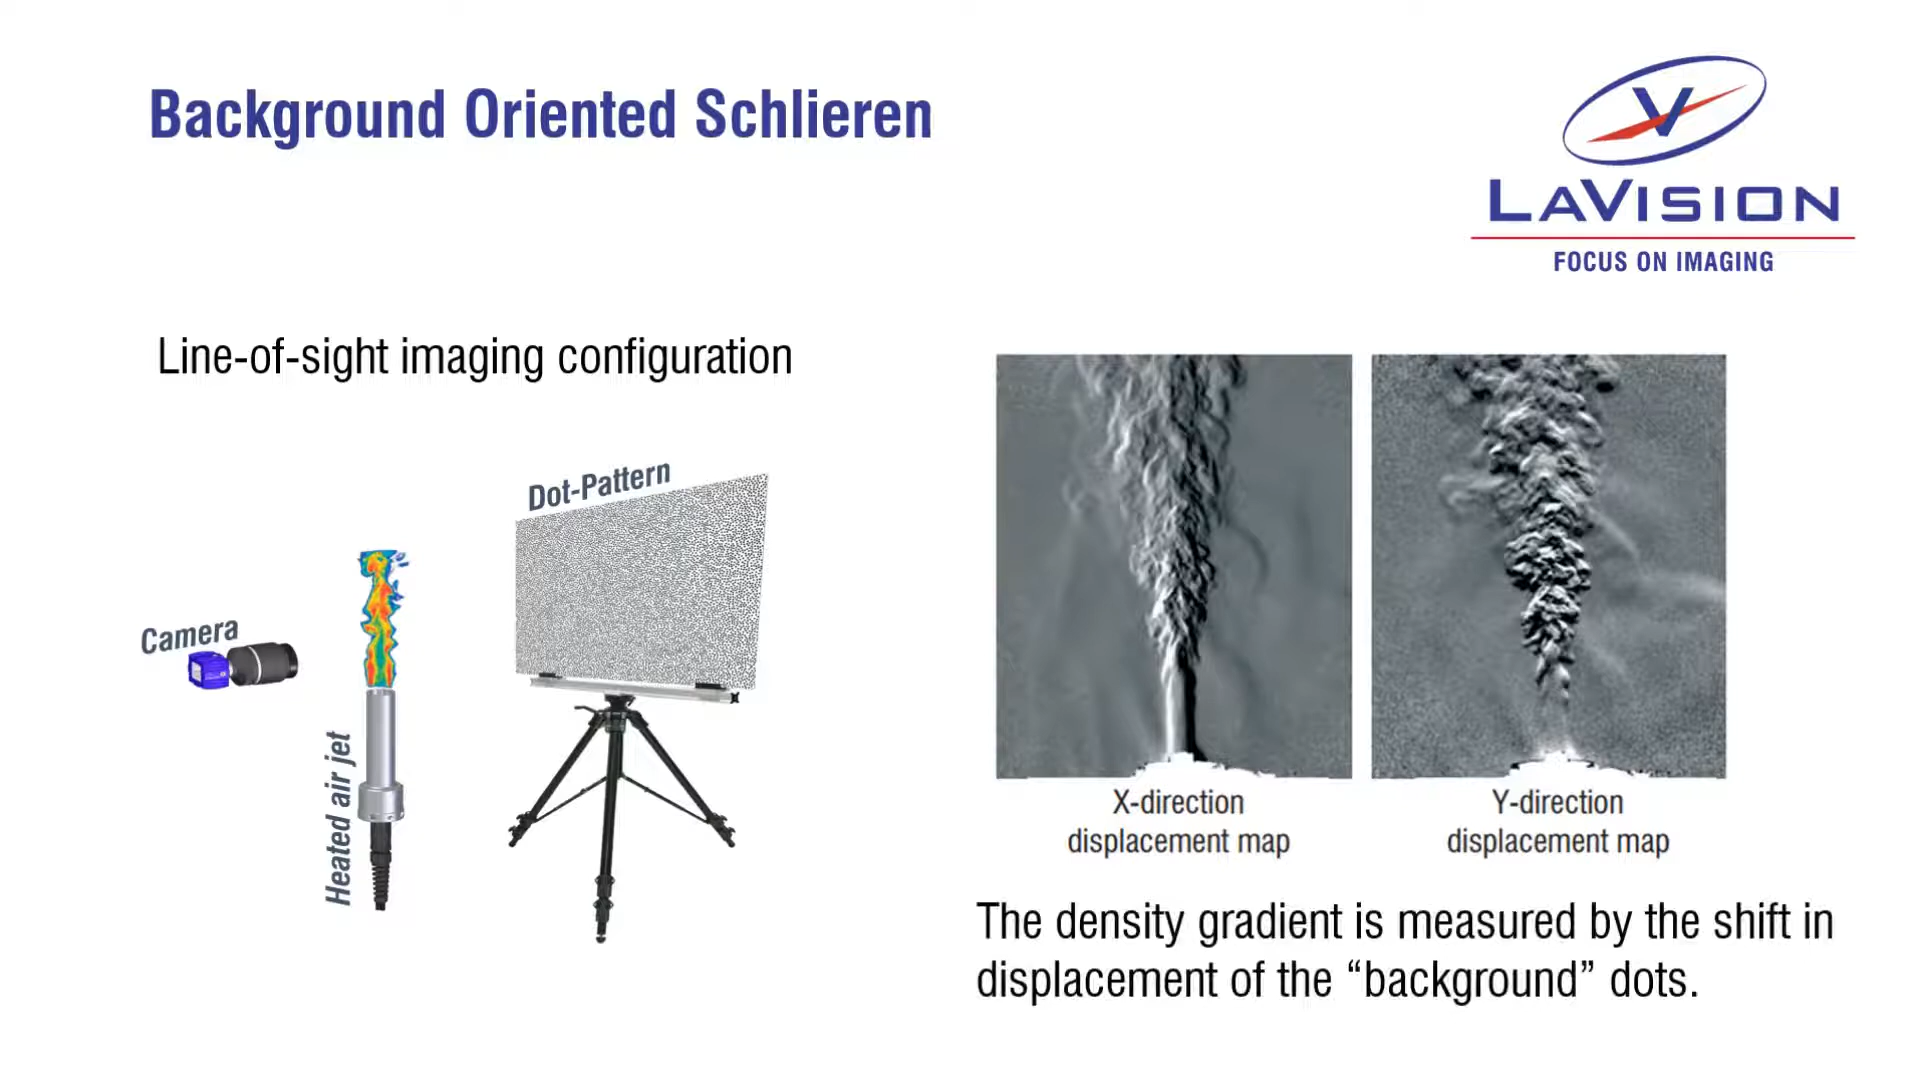 Background Oriented Schlieren
V
LAVISION
FOCUS ON IMAGING
Line-of-sight imaging configuration
Dot-Pattern
Camera
Heated air jet
X-direction
displacement map
Y-direction
displacement map
The density gradient is measured by the shift in
displacement of the “background” dots.